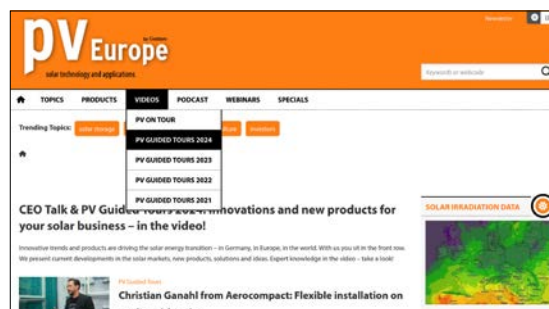 pv Europe
by Gentner
solar technology and applications
Newsletter
Keywords or webcode
TOPICS PRODUCTS VIDEOS PODCAST WEBINARS SPECIALS
PV ON TOUR
PV GUIDED TOURS 2024
PV GUIDED TOURS 2023
PV GUIDED TOURS 2022
PV GUIDED TOURS 2021
Trending Topics: solar storage investors
CEO Talk & PV Guided Tours 2024: Innovations and new products for
your solar business – in the video!
Innovative trends and products are driving the solar energy transition – in Germany, in Europe, in the world. With us you sit in the front row.
We present current developments in the solar markets, new products, solutions and ideas. Expert knowledge in the video – take a look!
PV Guided Tours
Christian Ganahl from Aerocompact: Flexible installation on
SOLAR IRRADIATION DATA